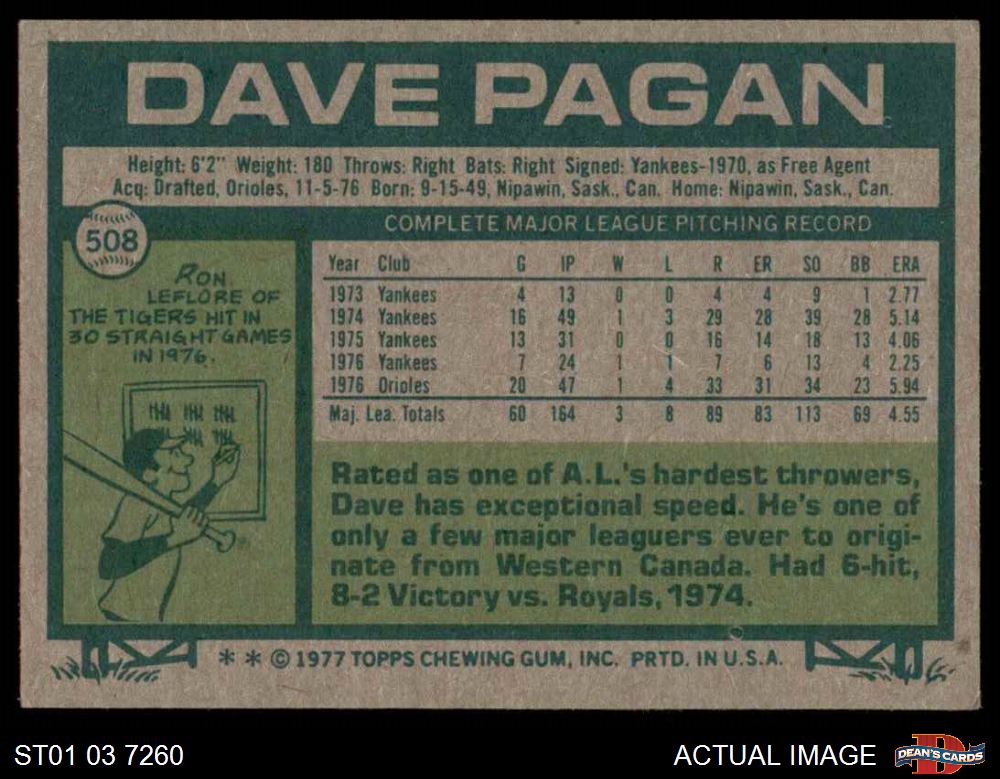 DAVE PAGAN
Height: 6'2" Weight: 180 Throws: Right Bats: Right Signed: Yankees-1970, as Free Agent
Acq: Drafted, Orioles, 11-5-76 Born: 9-15-49, Nipawin, Sask., Can. Home: Nipawin, Sask., Can.
508
RON
LEFLORE OF
THE TIGERS HIT IN
30 STRAIGHT GAMES
IN 1976.
COMPLETE MAJOR LEAGUE PITCHING RECORD
Year Club G IP W L R ER SO BB ERA
1973 Yankees 4 13 0 0 4 4 9 1 2.77
1974 Yankees 16 49 1 3 29 28 39 28 5.14
1975 Yankees 13 31 0 0 16 14 18 13 4.06
1976 Yankees 7 24 1 1 7 6 13 4 2.25
1976 Orioles 20 47 1 4 33 31 34 23 5.94
Maj. Lea. Totals 60 164 3 8 89 83 113 69 4.55
Rated as one of A.L.'s hardest throwers,
Dave has exceptional speed. He's one of
only a few major leaguers ever to origi-
nate from Western Canada. Had 6-hit,
8-2 Victory vs. Royals, 1974.
* * © 1977 TOPPS CHEWING GUM, INC. PRTD. IN U.S.A.
ST01 03 7260
ACTUAL IMAGE
D
DEAN'S CARDS